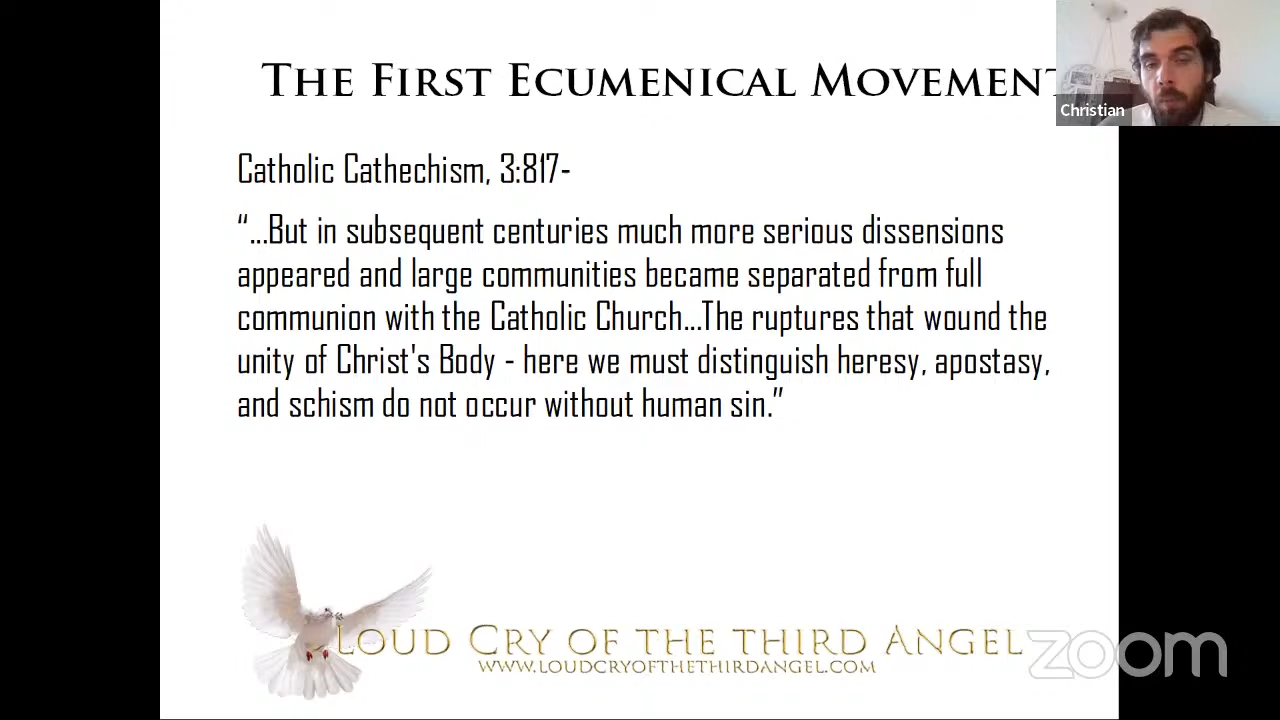 THE FIRST ECUMENICAL MOVEMENT
Christian
Catholic Cathechism, 3:817-
“...But in subsequent centuries much more serious dissensions
appeared and large communities became separated from full
communion with the Catholic Church...The ruptures that wound the
unity of Christ's Body - here we must distinguish heresy, apostasy,
and schism do not occur without human sin.”
LOUD CRY OF THE THIRD ANGEL
WWW.LOUDCRYOFTHETHIRDANGEL.COM
zoom